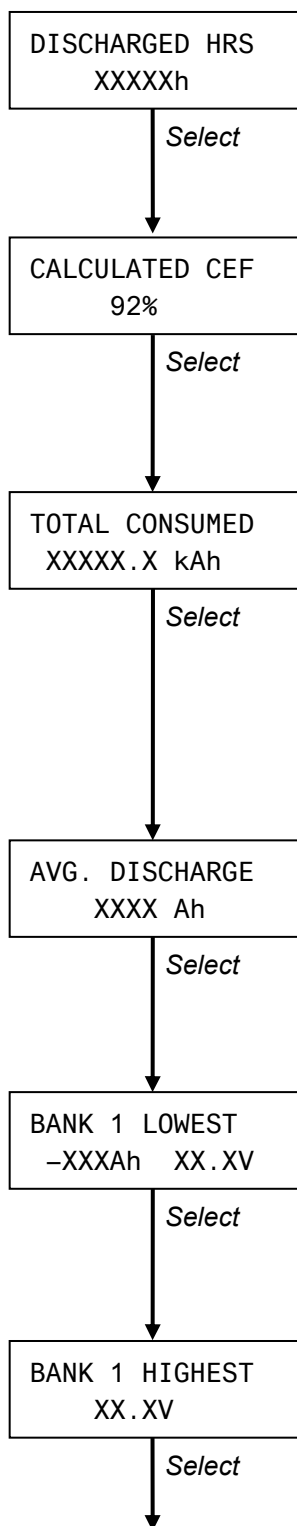 DISCHARGED HRS
XXXXXh
Select
CALCULATED CEF
92%
Select
TOTAL CONSUMED
XXXXX.X kAh
Select
AVG. DISCHARGE
XXXX Ah
Select
BANK 1 LOWEST
–XXXAh XX.XV
Select
BANK 1 HIGHEST
XX.XV
Select